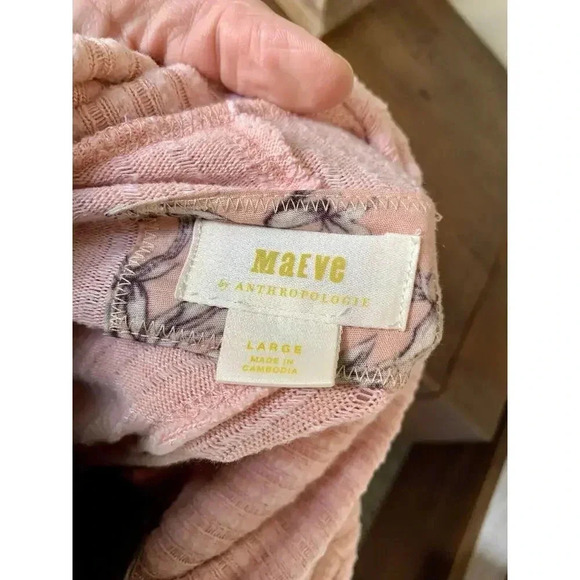 MaEVe
by ANTHROPOLOGIE
LARGE
MADE IN
CAMBODIA